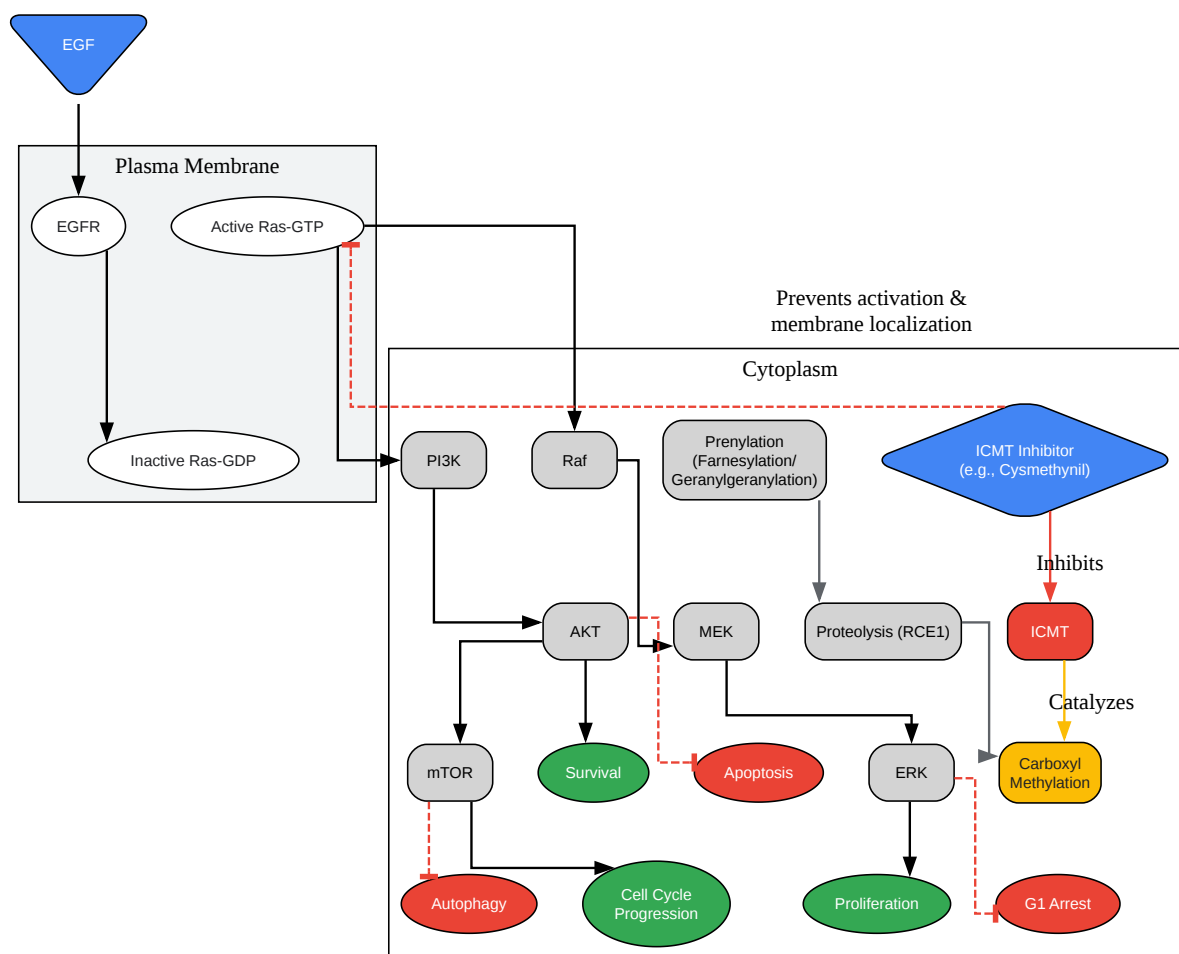 EGF
Plasma Membrane
EGFR
Active Ras-GTP
Inactive Ras-GDP
Prevents activation &
membrane localization
Cytoplasm
PI3K
Raf
Prenylation
(Farnesylation/
Geranylgeranylation)
ICMT Inhibitor
(e.g., Cysmethynil)
Inhibits
AKT
MEK
Proteolysis (RCE1)
ICMT
Catalyzes
mTOR
Survival
Apoptosis
ERK
Carboxyl
Methylation
Autophagy
Cell Cycle
Progression
Proliferation
G1 Arrest